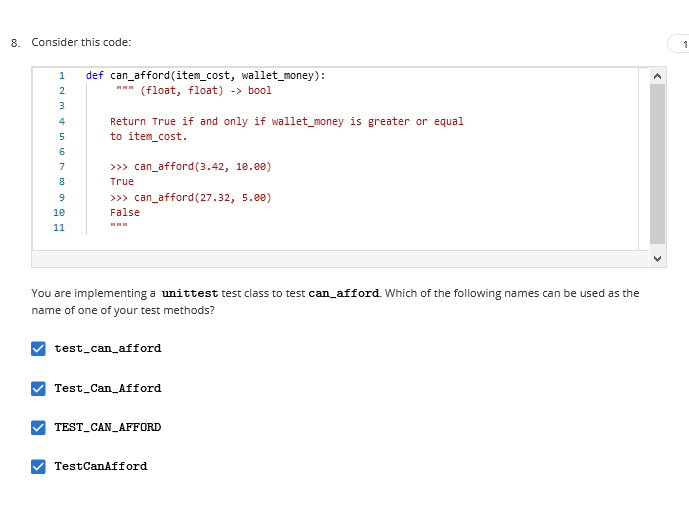 8. Consider this code:
1
1 def can_afford(item_cost, wallet_money):
2 """ (float, float) -> bool
3
4 Return True if and only if wallet_money is greater or equal
5 to item_cost.
6
7 >>> can_afford(3.42, 10.00)
8 True
9 >>> can_afford(27.32, 5.00)
10 False
11 """
You are implementing a unittest test class to test can_afford. Which of the following names can be used as the
name of one of your test methods?
test_can_afford
Test_Can_Afford
TEST_CAN_AFFORD
TestCanAfford